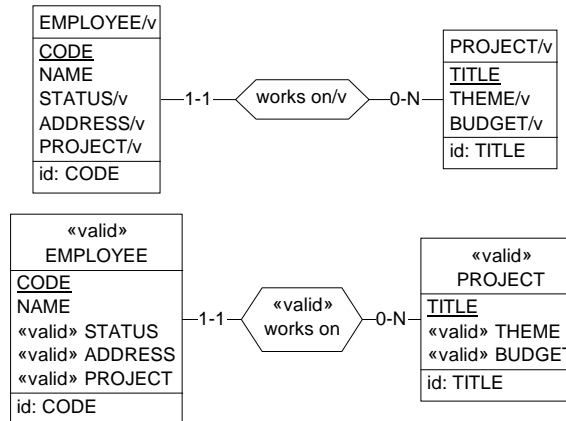 EMPLOYEE/v
CODE
NAME
STATUS/v
ADDRESS/v
PROJECT/v
id: CODE
1-1
works on/v
0-N
PROJECT/v
TITLE
THEME/v
BUDGET/v
id: TITLE
«valid»
EMPLOYEE
CODE
NAME
«valid» STATUS
«valid» ADDRESS
«valid» PROJECT
id: CODE
1-1
«valid»
works on
0-N
«valid»
PROJECT
TITLE
«valid» THEME
«valid» BUDGET
id: TITLE